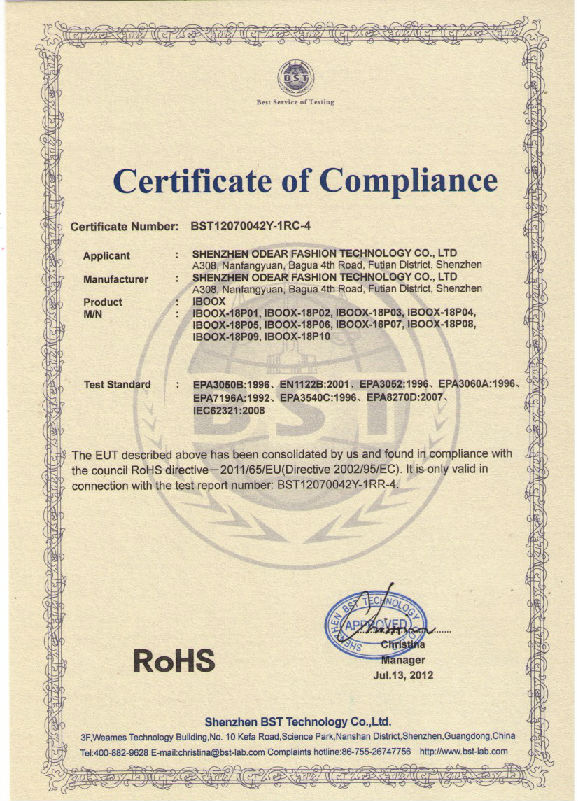 BST
Best Service of Testing
Certificate of Compliance
Certificate Number: BST12070042Y-1RC-4
Applicant : SHENZHEN ODEAR FASHION TECHNOLOGY CO., LTD
A308, Nanfangyuan, Bagua 4th Road, Futian District, Shenzhen
Manufacturer : SHENZHEN ODEAR FASHION TECHNOLOGY CO., LTD
A308, Nanfangyuan, Bagua 4th Road, Futian District, Shenzhen
Product : IBOOX
M/N : IBOOX-18P01, IBOOX-18P02, IBOOX-18P03, IBOOX-18P04,
IBOOX-18P05, IBOOX-18P06, IBOOX-18P07, IBOOX-18P08,
IBOOX-18P09, IBOOX-18P10
Test Standard : EPA3050B:1996、EN1122B:2001、EPA3052:1996、EPA3060A:1996、
EPA7196A:1992、EPA3540C:1996、EPA8270D:2007、
IEC62321:2008
BST
The EUT described above has been consolidated by us and found in compliance with
the council RoHS directive－2011/65/EU(Directive 2002/95/EC). It is only valid in
connection with the test report number: BST12070042Y-1RR-4.
SHENZHEN BST TECHNOLOGY
APPROVED
Christina
Manager
Jul.13, 2012
RoHS
Shenzhen BST Technology Co.,Ltd.
3F,Weames Technology Building,No. 10 Kefa Road,Science Park,Nanshan District,Shenzhen,Guangdong,China
Tel:400-882-9628 E-mail:christina@bst-lab.com Complaints hotline:86-755-26747756 http://www.bst-lab.com